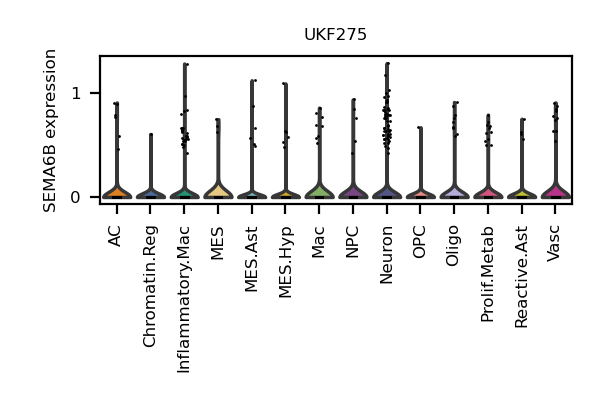 UKF275
SEMA6B expression
1
0
AC
Chromatin.Reg
Inflammatory.Mac
MES
MES.Ast
MES.Hyp
Mac
NPC
Neuron
OPC
Oligo
Prolif.Metab
Reactive.Ast
Vasc